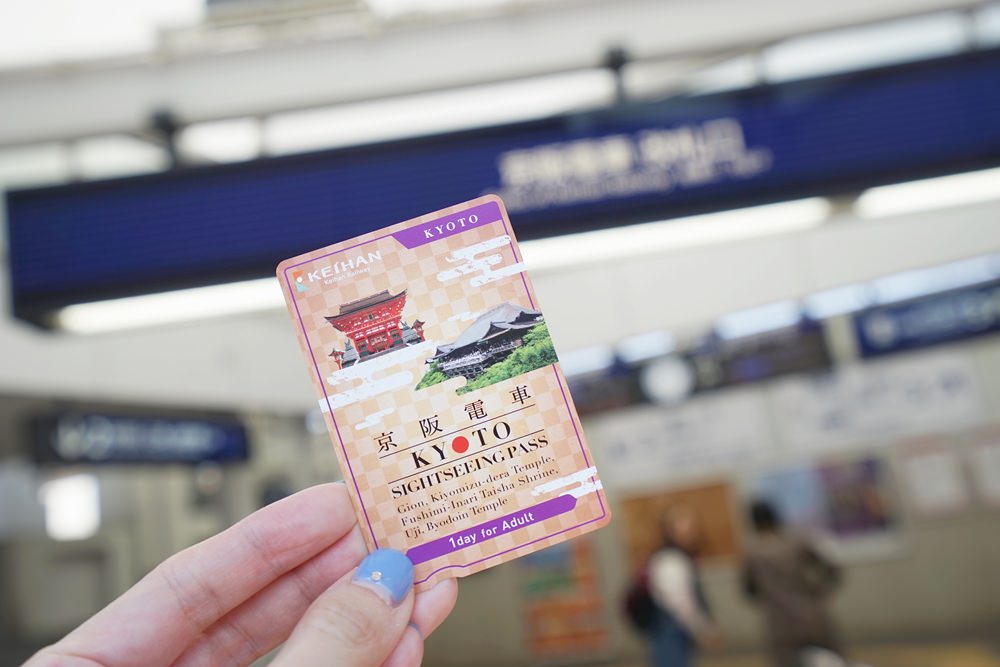 KYOTO
KEIHAN
Keihan Railway
京阪電車
KYOTO
SIGHTSEEING PASS
Gion, Kiyomizu-dera Temple,
Fushimi-Inari Taisha Shrine,
Uji, Byodoin Temple
1day for Adult